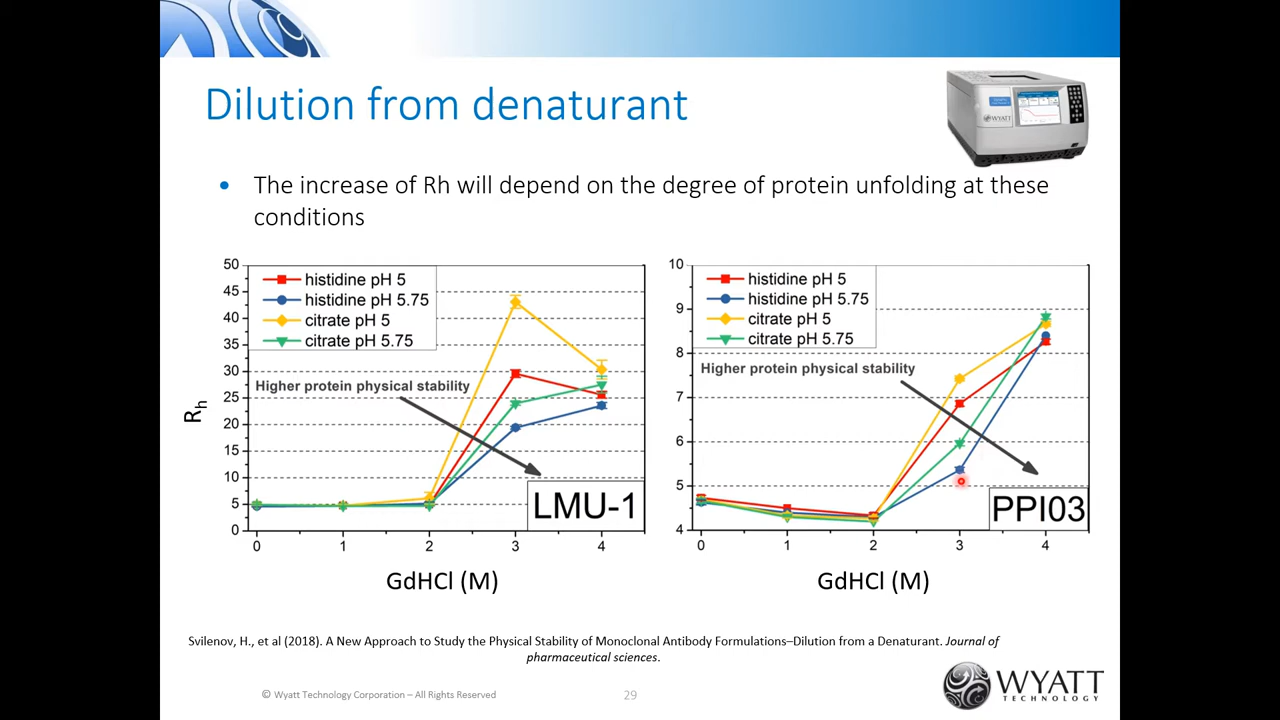 Dilution from denaturant
WYATT
• The increase of Rh will depend on the degree of protein unfolding at these
conditions
50
45
40
35
30
25
20
15
10
5
0
Rh
histidine pH 5
histidine pH 5.75
citrate pH 5
citrate pH 5.75
Higher protein physical stability
LMU-1
0 1 2 3 4
GdHCl (M)
10
9
8
7
6
5
4
histidine pH 5
histidine pH 5.75
citrate pH 5
citrate pH 5.75
Higher protein physical stability
PPI03
0 1 2 3 4
GdHCl (M)
Svilenov, H., et al (2018). A New Approach to Study the Physical Stability of Monoclonal Antibody Formulations–Dilution from a Denaturant. Journal of
pharmaceutical sciences.
© Wyatt Technology Corporation – All Rights Reserved
29
WYATT
TECHNOLOGY